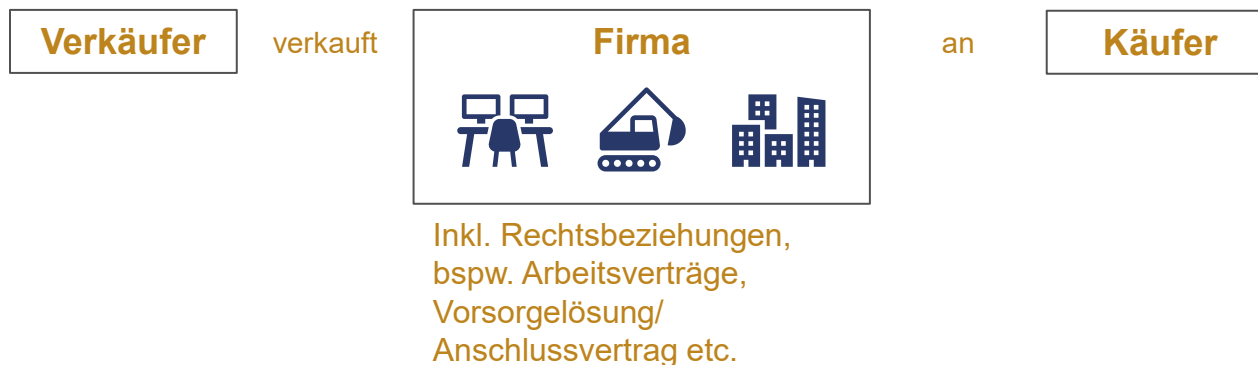 Verkäufer verkauft Firma an Käufer
Inkl. Rechtsbeziehungen,
bspw. Arbeitsverträge,
Vorsorgelösung/
Anschlussvertrag etc.